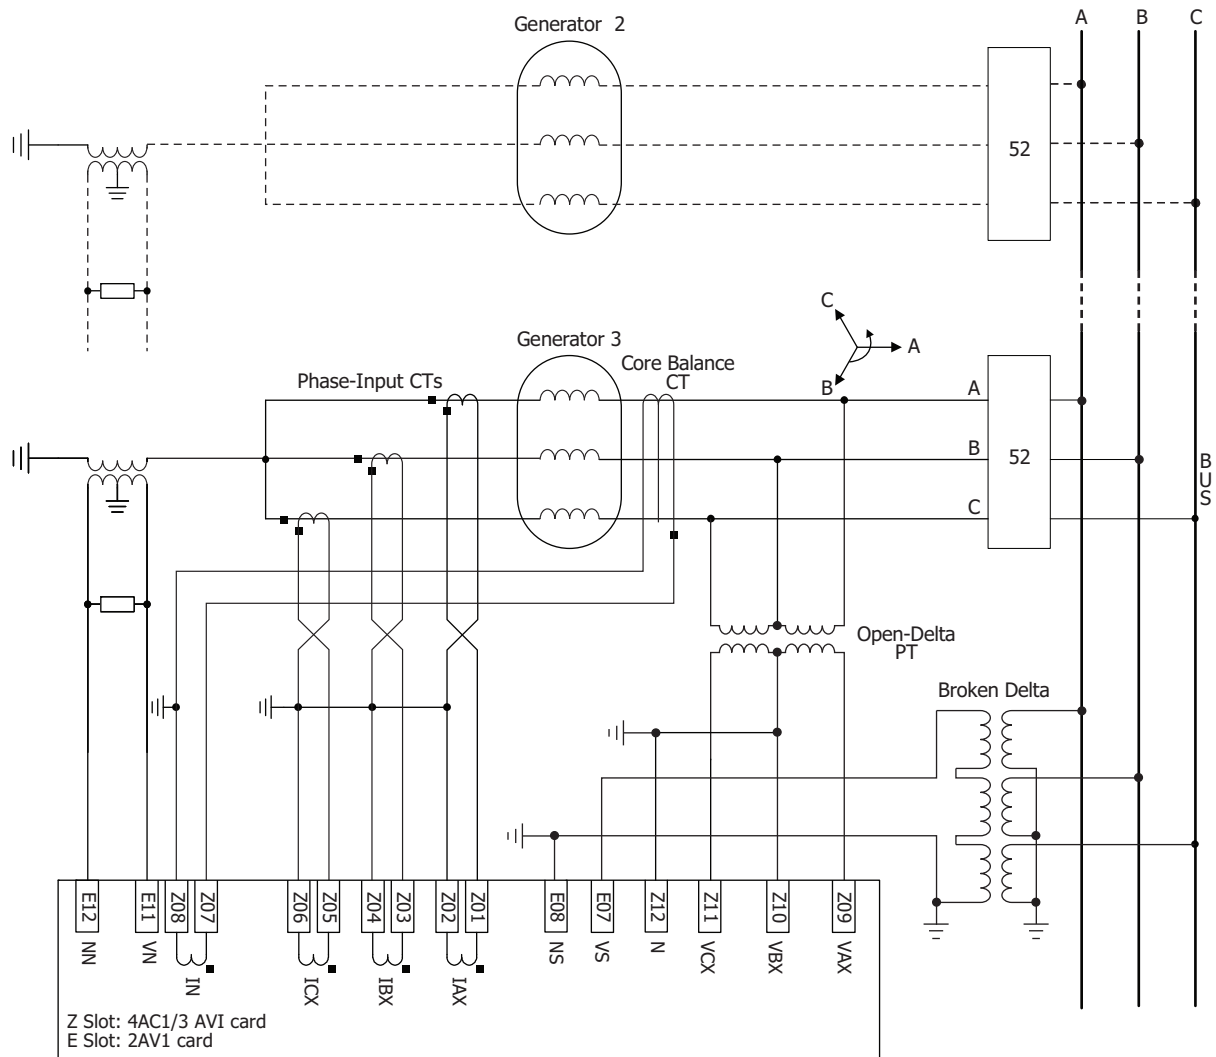 A B C
Generator 2
52
C
A
B
Generator 3
Core Balance
CT
Phase-Input CTs
A
B
C
52
BUS
Open-Delta
PT
Broken Delta
E12 E11 Z08 Z07 Z06 Z05 Z04 Z03 Z02 Z01 E08 E07 Z12 Z11 Z10 Z09
NN VN IN ICX IBX IAX NS VS N VCX VBX VAX
Z Slot: 4AC1/3 AVI card
E Slot: 2AV1 card